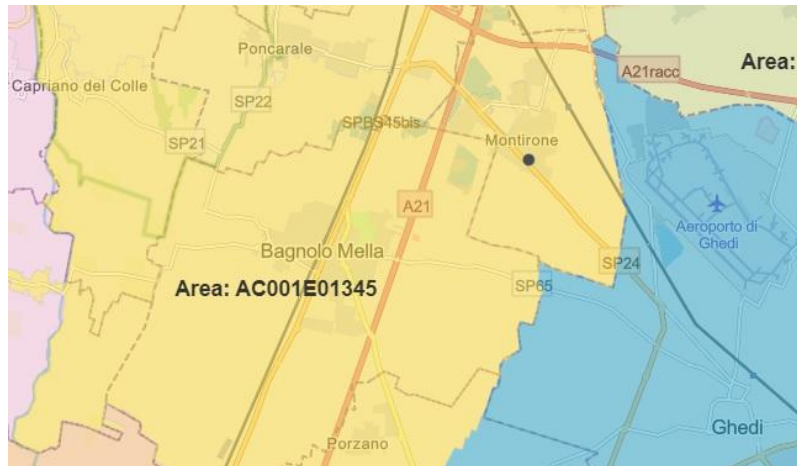 Poncarale
Area:
A21racc
Capriano del Colle
SP22
SPBS45bis
SP21
Montirone
A21
Aeroporto di
Ghedi
Bagnolo Mella
SP24
SP65
Area: AC001E01345
Ghedi
Porzano